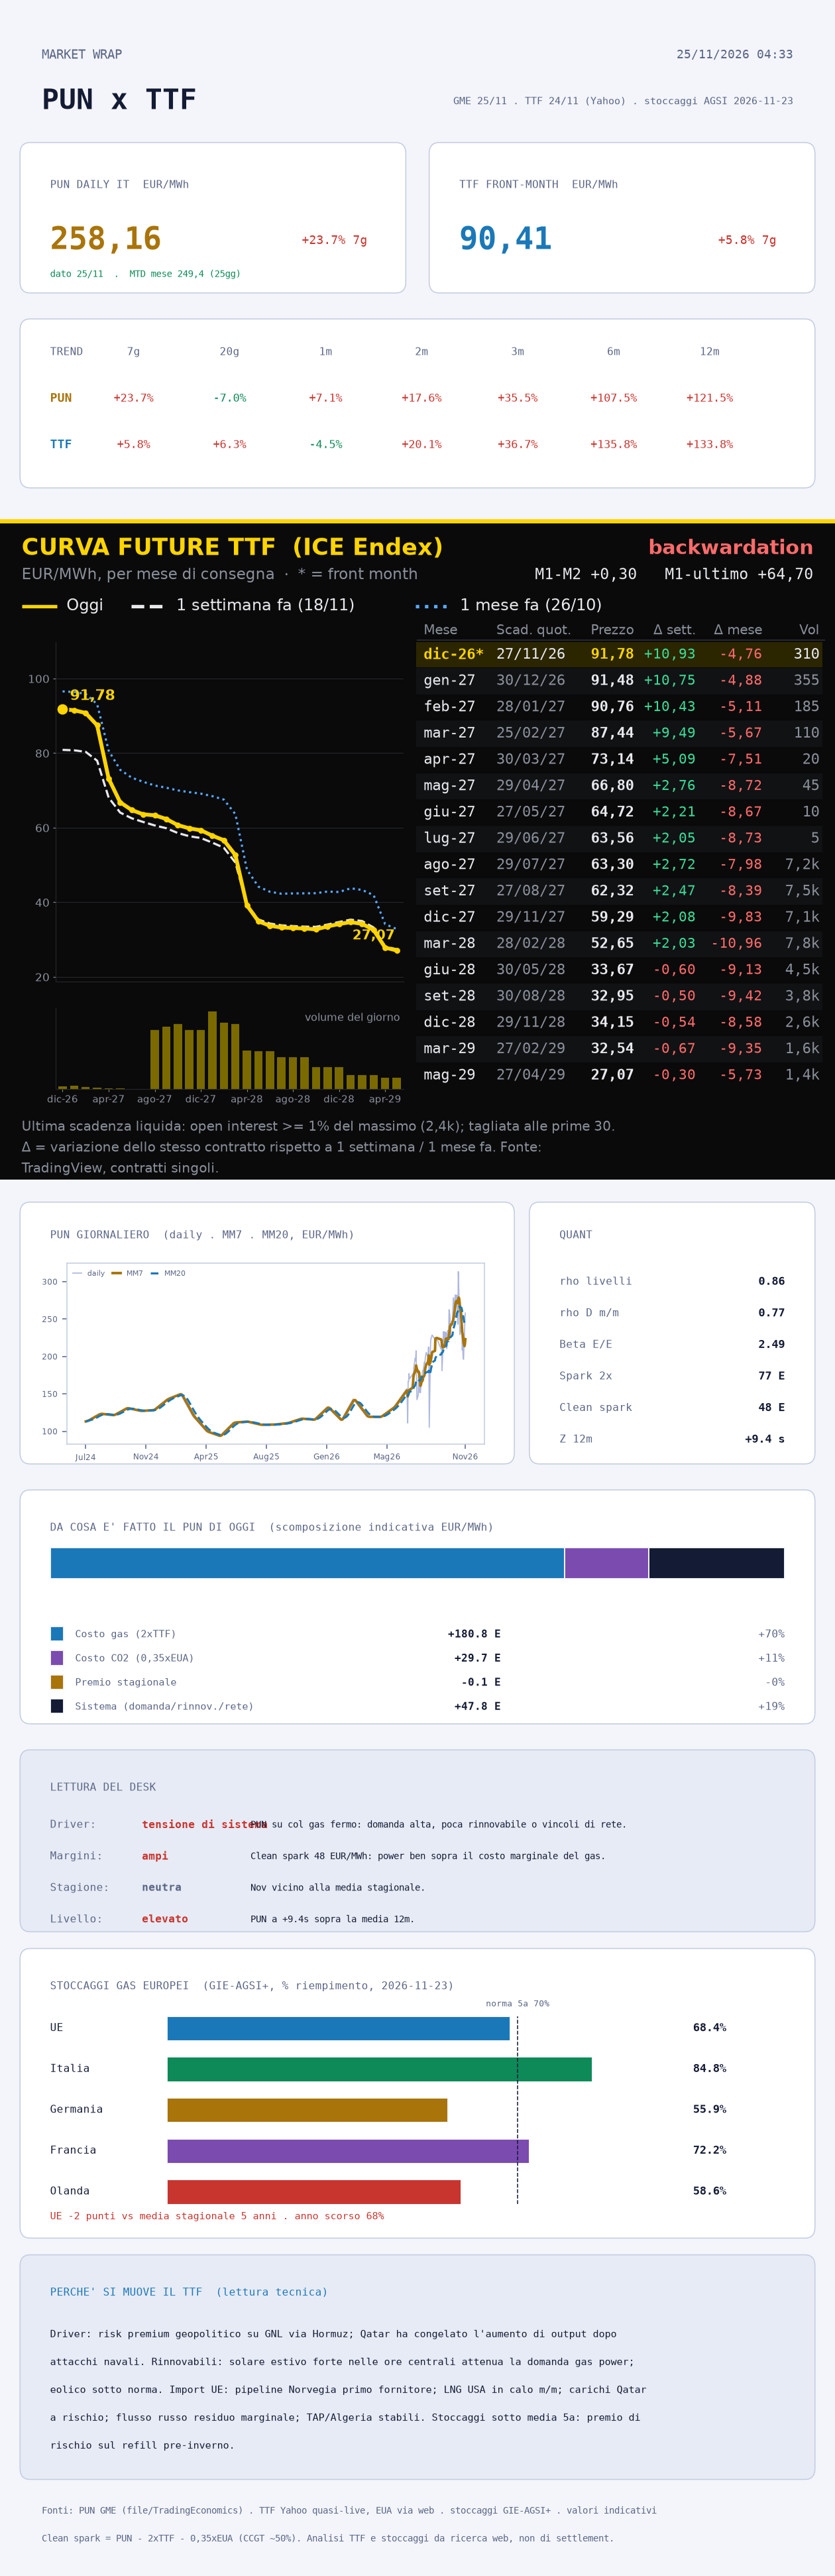 MARKET WRAP
25/11/2026 04:33
PUN x TTF
GME 25/11 . TTF 24/11 (Yahoo) . stoccaggi AGSI 2026-11-23
PUN DAILY IT  EUR/MWh
258,16
+23.7% 7g
dato 25/11  .  MTD mese 249,4 (25gg)
TTF FRONT-MONTH  EUR/MWh
90,41
+5.8% 7g
TREND 7g 20g 1m 2m 3m 6m 12m
PUN +23.7% -7.0% +7.1% +17.6% +35.5% +107.5% +121.5%
TTF +5.8% +6.3% -4.5% +20.1% +36.7% +135.8% +133.8%
CURVA FUTURE TTF  (ICE Endex)
backwardation
EUR/MWh, per mese di consegna  ·  * = front month
M1-M2 +0,30   M1-ultimo +64,70
Oggi
1 settimana fa (18/11)
1 mese fa (26/10)
100
80
60
40
20
91,78
27,07
volume del giorno
dic-26 apr-27 ago-27 dic-27 apr-28 ago-28 dic-28 apr-29
Mese Scad. quot. Prezzo Δ sett. Δ mese Vol
dic-26* 27/11/26 91,78 +10,93 -4,76 310
gen-27 30/12/26 91,48 +10,75 -4,88 355
feb-27 28/01/27 90,76 +10,43 -5,11 185
mar-27 25/02/27 87,44 +9,49 -5,67 110
apr-27 30/03/27 73,14 +5,09 -7,51 20
mag-27 29/04/27 66,80 +2,76 -8,72 45
giu-27 27/05/27 64,72 +2,21 -8,67 10
lug-27 29/06/27 63,56 +2,05 -8,73 5
ago-27 29/07/27 63,30 +2,72 -7,98 7,2k
set-27 27/08/27 62,32 +2,47 -8,39 7,5k
dic-27 29/11/27 59,29 +2,08 -9,83 7,1k
mar-28 28/02/28 52,65 +2,03 -10,96 7,8k
giu-28 30/05/28 33,67 -0,60 -9,13 4,5k
set-28 30/08/28 32,95 -0,50 -9,42 3,8k
dic-28 29/11/28 34,15 -0,54 -8,58 2,6k
mar-29 27/02/29 32,54 -0,67 -9,35 1,6k
mag-29 27/04/29 27,07 -0,30 -5,73 1,4k
Ultima scadenza liquida: open interest >= 1% del massimo (2,4k); tagliata alle prime 30.
Δ = variazione dello stesso contratto rispetto a 1 settimana / 1 mese fa. Fonte:
TradingView, contratti singoli.
PUN GIORNALIERO  (daily . MM7 . MM20, EUR/MWh)
daily MM7 MM20
300
250
200
150
100
Jul24 Nov24 Apr25 Aug25 Gen26 Mag26 Nov26
QUANT
rho livelli 0.86
rho D m/m 0.77
Beta E/E 2.49
Spark 2x 77 E
Clean spark 48 E
Z 12m +9.4 s
DA COSA E' FATTO IL PUN DI OGGI  (scomposizione indicativa EUR/MWh)
Costo gas (2xTTF) +180.8 E +70%
Costo CO2 (0,35xEUA) +29.7 E +11%
Premio stagionale -0.1 E -0%
Sistema (domanda/rinnov./rete) +47.8 E +19%
LETTURA DEL DESK
Driver: tensione di sistema PUN su col gas fermo: domanda alta, poca rinnovabile o vincoli di rete.
Margini: ampi Clean spark 48 EUR/MWh: power ben sopra il costo marginale del gas.
Stagione: neutra Nov vicino alla media stagionale.
Livello: elevato PUN a +9.4s sopra la media 12m.
STOCCAGGI GAS EUROPEI  (GIE-AGSI+, % riempimento, 2026-11-23)
norma 5a 70%
UE 68.4%
Italia 84.8%
Germania 55.9%
Francia 72.2%
Olanda 58.6%
UE -2 punti vs media stagionale 5 anni . anno scorso 68%
PERCHE' SI MUOVE IL TTF  (lettura tecnica)
Driver: risk premium geopolitico su GNL via Hormuz; Qatar ha congelato l'aumento di output dopo
attacchi navali. Rinnovabili: solare estivo forte nelle ore centrali attenua la domanda gas power;
eolico sotto norma. Import UE: pipeline Norvegia primo fornitore; LNG USA in calo m/m; carichi Qatar
a rischio; flusso russo residuo marginale; TAP/Algeria stabili. Stoccaggi sotto media 5a: premio di
rischio sul refill pre-inverno.
Fonti: PUN GME (file/TradingEconomics) . TTF Yahoo quasi-live, EUA via web . stoccaggi GIE-AGSI+ . valori indicativi
Clean spark = PUN - 2xTTF - 0,35xEUA (CCGT ~50%). Analisi TTF e stoccaggi da ricerca web, non di settlement.